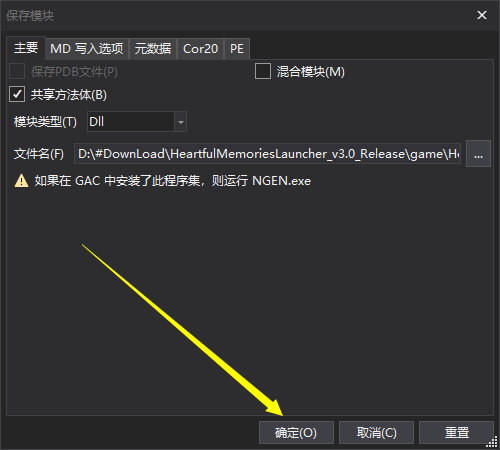 保存模块
主要 MD 写入选项 元数据 Cor20 PE
保存PDB文件(P) 混合模块(M)
共享方法体(B)
模块类型(T) Dll
文件名(F) D:\#DownLoad\HeartfulMemoriesLauncher_v3.0_Release\game\He ...
如果在 GAC 中安装了此程序集，则运行 NGEN.exe
确定(O) 取消(C) 重置